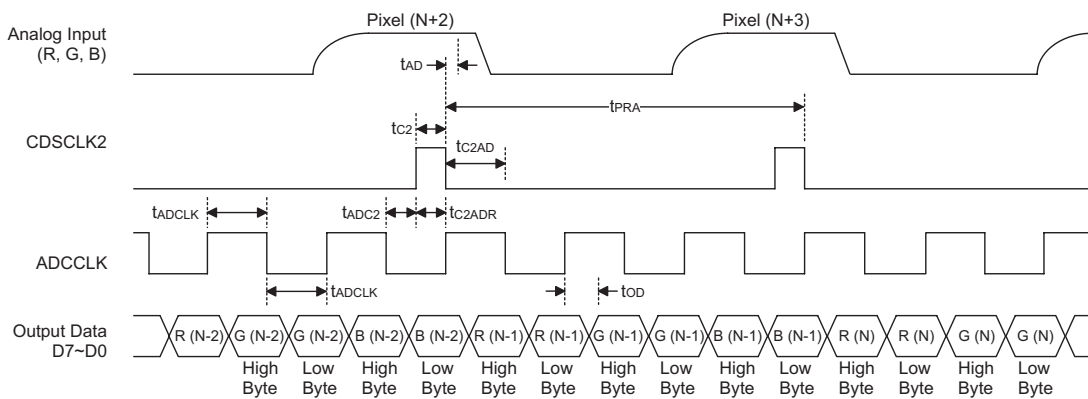 Pixel (N+2)
Pixel (N+3)
Analog Input
(R, G, B)
tAD
tPRA
tC2
CDSCLK2
tC2AD
tADCLK
tADC2
tC2ADR
ADCCLK
tADCLK
tOD
Output Data
D7~D0
R (N-2) G (N-2) G (N-2) B (N-2) B (N-2) R (N-1) R (N-1) G (N-1) G (N-1) B (N-1) B (N-1) R (N) R (N) G (N) G (N)
High Low High Low High Low High Low High Low High Low High Low
Byte Byte Byte Byte Byte Byte Byte Byte Byte Byte Byte Byte Byte Byte